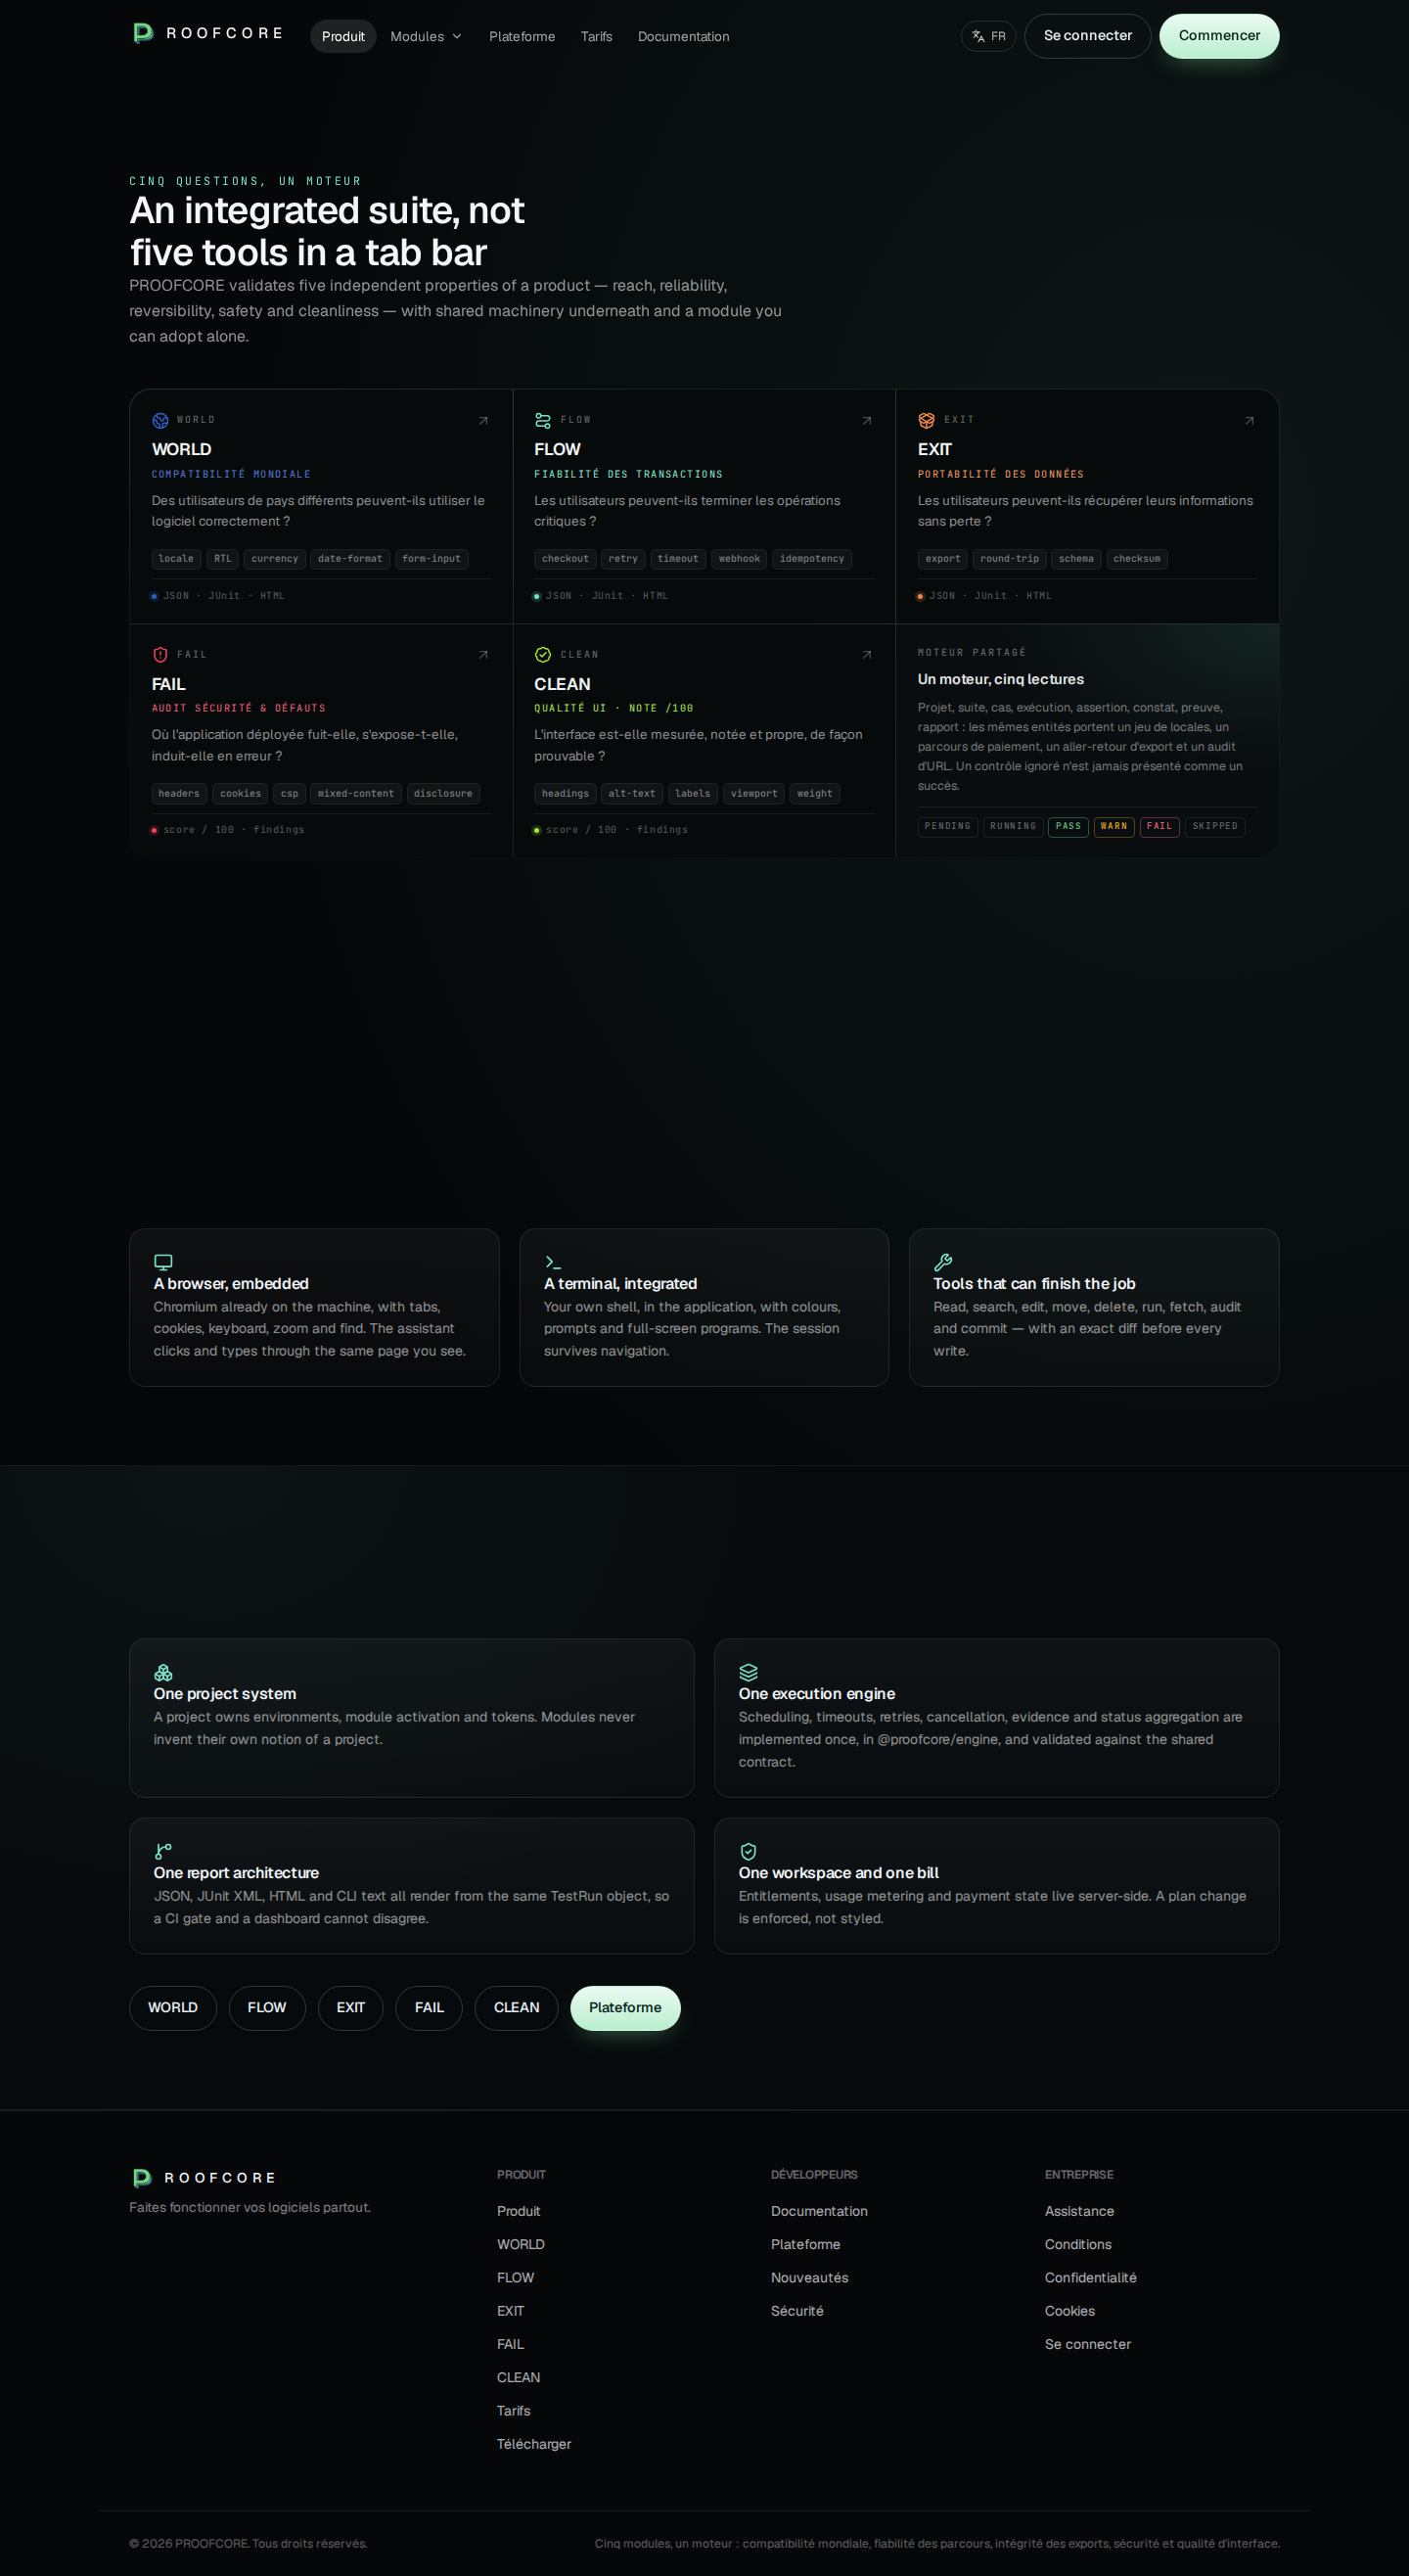 ROOFCORE
Produit
Modules
Plateforme
Tarifs
Documentation
FR
Se connecter
Commencer
CINQ QUESTIONS, UN MOTEUR
An integrated suite, not
five tools in a tab bar
PROOFCORE validates five independent properties of a product — reach, reliability,
reversibility, safety and cleanliness — with shared machinery underneath and a module you
can adopt alone.
WORLD
WORLD
COMPATIBILITÉ MONDIALE
Des utilisateurs de pays différents peuvent-ils utiliser le
logiciel correctement ?
locale RTL currency date-format form-input
JSON · JUnit · HTML
FLOW
FLOW
FIABILITÉ DES TRANSACTIONS
Les utilisateurs peuvent-ils terminer les opérations
critiques ?
checkout retry timeout webhook idempotency
JSON · JUnit · HTML
EXIT
EXIT
PORTABILITÉ DES DONNÉES
Les utilisateurs peuvent-ils récupérer leurs informations
sans perte ?
export round-trip schema checksum
JSON · JUnit · HTML
FAIL
FAIL
AUDIT SÉCURITÉ & DÉFAUTS
Où l'application déployée fuit-elle, s'expose-t-elle,
induit-elle en erreur ?
headers cookies csp mixed-content disclosure
score / 100 · findings
CLEAN
CLEAN
QUALITÉ UI · NOTE /100
L'interface est-elle mesurée, notée et propre, de façon
prouvable ?
headings alt-text labels viewport weight
score / 100 · findings
MOTEUR PARTAGÉ
Un moteur, cinq lectures
Projet, suite, cas, exécution, assertion, constat, preuve,
rapport : les mêmes entités portent un jeu de locales, un
parcours de paiement, un aller-retour d'export et un audit
d'URL. Un contrôle ignoré n'est jamais présenté comme un
succès.
PENDING RUNNING PASS WARN FAIL SKIPPED
A browser, embedded
Chromium already on the machine, with tabs,
cookies, keyboard, zoom and find. The assistant
clicks and types through the same page you see.
A terminal, integrated
Your own shell, in the application, with colours,
prompts and full-screen programs. The session
survives navigation.
Tools that can finish the job
Read, search, edit, move, delete, run, fetch, audit
and commit — with an exact diff before every
write.
One project system
A project owns environments, module activation and tokens. Modules never
invent their own notion of a project.
One execution engine
Scheduling, timeouts, retries, cancellation, evidence and status aggregation are
implemented once, in @proofcore/engine, and validated against the shared
contract.
One report architecture
JSON, JUnit XML, HTML and CLI text all render from the same TestRun object, so
a CI gate and a dashboard cannot disagree.
One workspace and one bill
Entitlements, usage metering and payment state live server-side. A plan change
is enforced, not styled.
WORLD
FLOW
EXIT
FAIL
CLEAN
Plateforme
ROOFCORE
Faites fonctionner vos logiciels partout.
PRODUIT
Produit
WORLD
FLOW
EXIT
FAIL
CLEAN
Tarifs
Télécharger
DÉVELOPPEURS
Documentation
Plateforme
Nouveautés
Sécurité
ENTREPRISE
Assistance
Conditions
Confidentialité
Cookies
Se connecter
© 2026 PROOFCORE. Tous droits réservés.
Cinq modules, un moteur : compatibilité mondiale, fiabilité des parcours, intégrité des exports, sécurité et qualité d'interface.